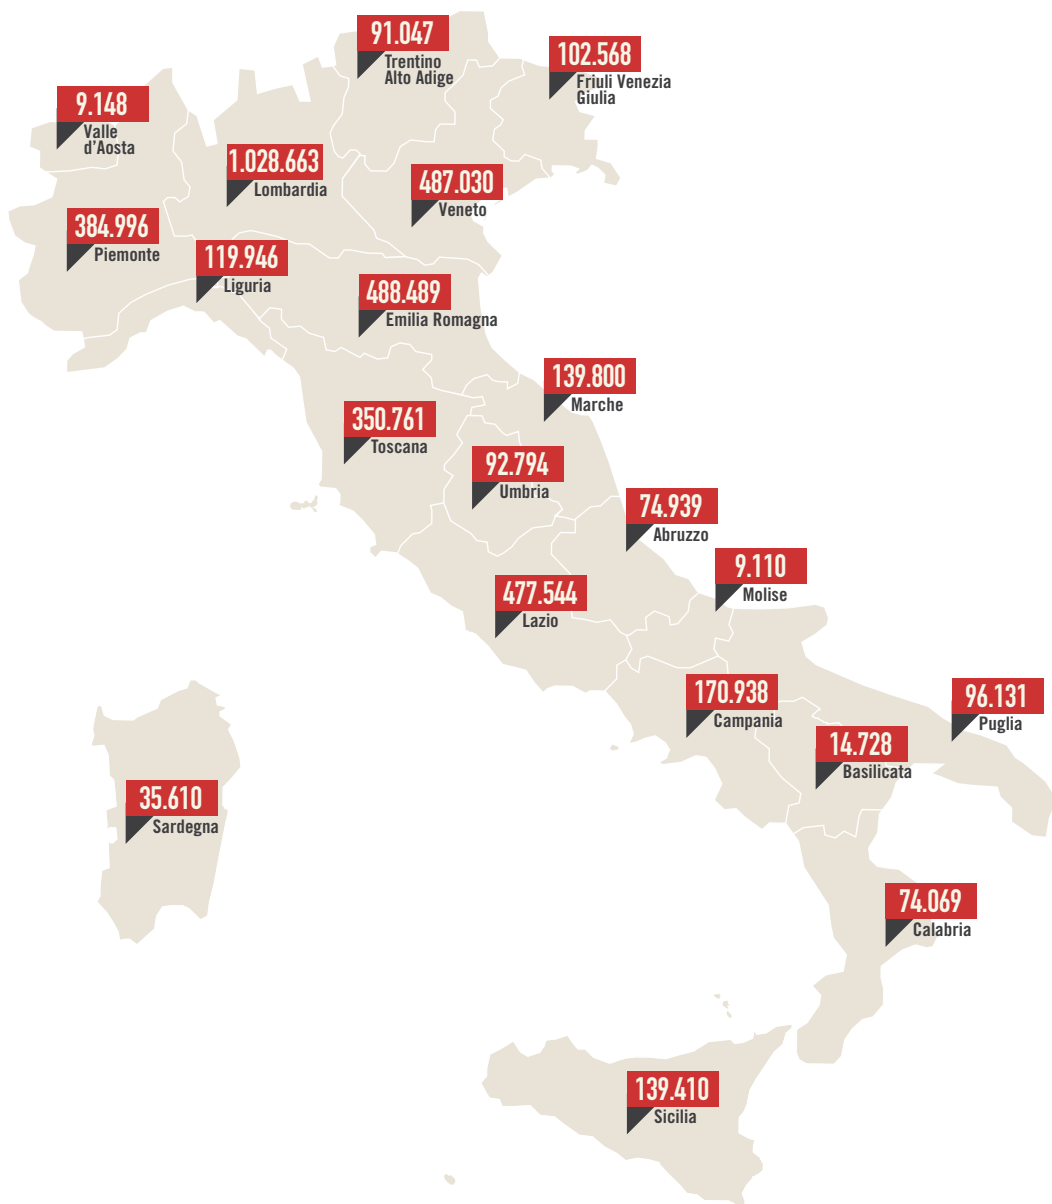 91.047
Trentino
Alto Adige
102.568
Friuli Venezia
Giulia
9.148
Valle
d'Aosta
1.028.663
Lombardia
487.030
Veneto
384.996
Piemonte
119.946
Liguria
488.489
Emilia Romagna
139.800
Marche
350.761
Toscana
92.794
Umbria
74.939
Abruzzo
9.110
Molise
477.544
Lazio
170.938
Campania
96.131
Puglia
14.728
Basilicata
35.610
Sardegna
74.069
Calabria
139.410
Sicilia